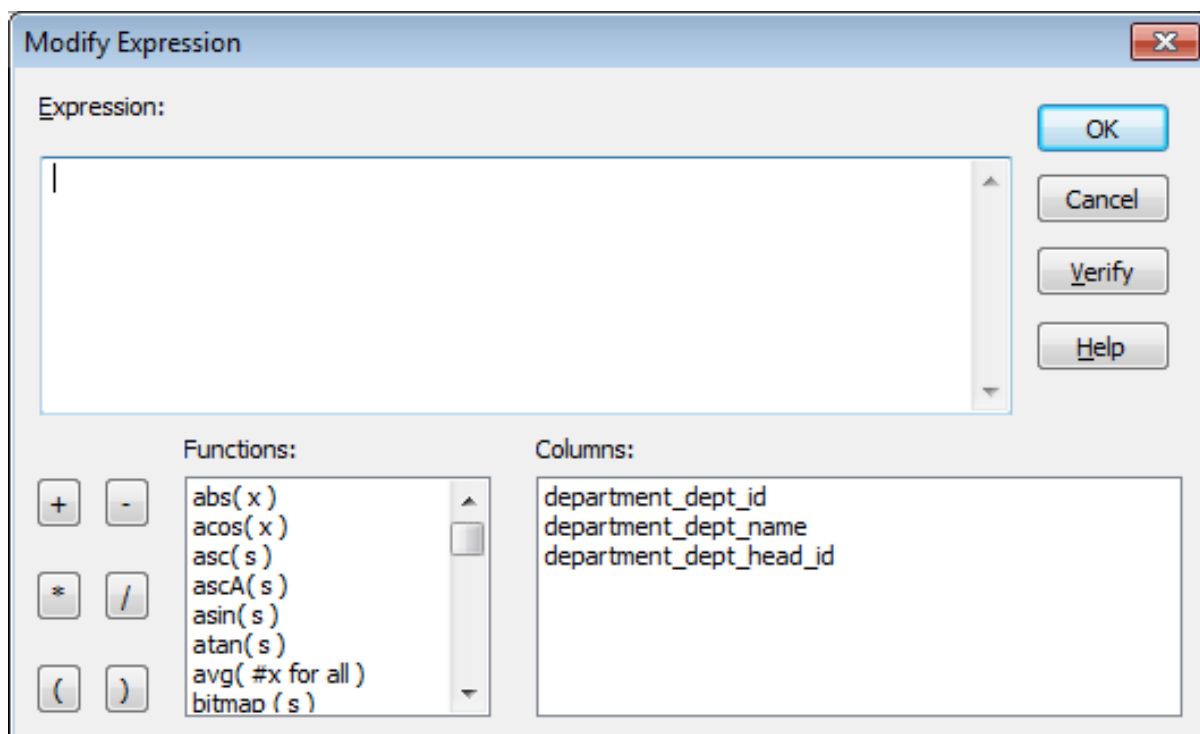 Modify Expression
Expression:
OK
Cancel
Verify
Help
Functions:
Columns:
+ -
* /
( )
abs( x )
acos( x )
asc( s )
ascA( s )
asin( s )
atan( s )
avg( #x for all )
bitmap ( s )
department_dept_id
department_dept_name
department_dept_head_id